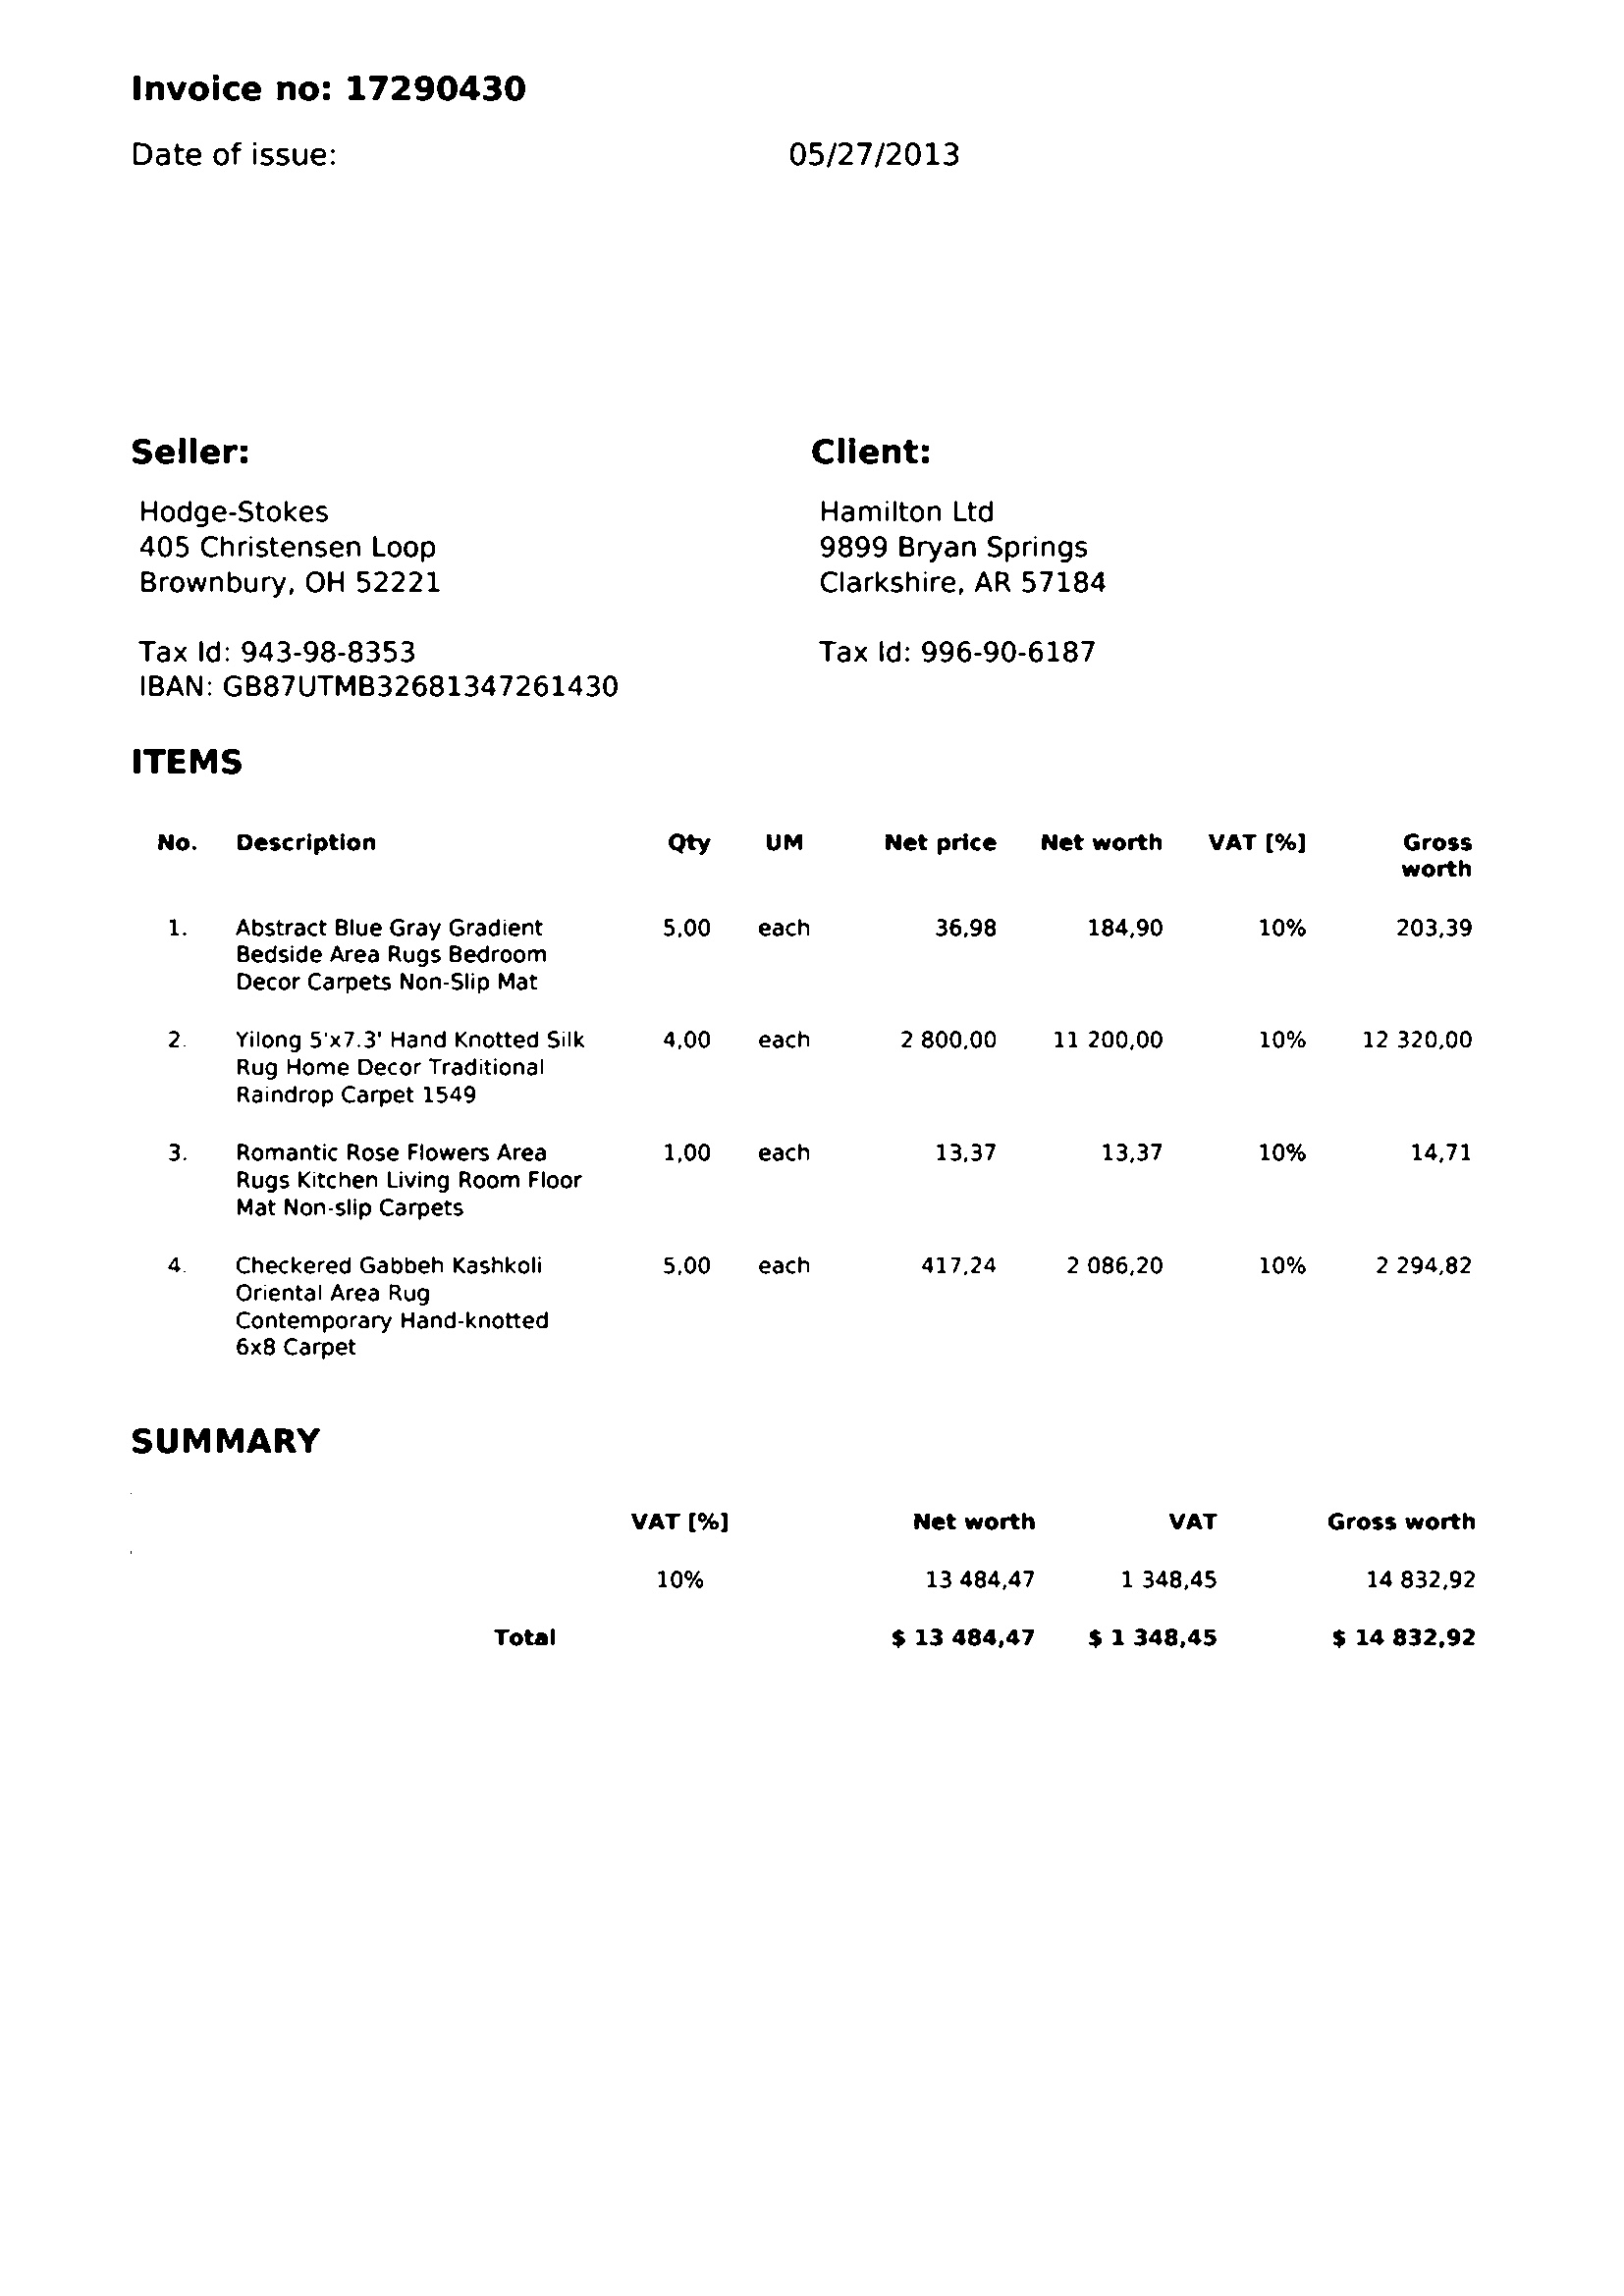 Invoice no: 17290430
Date of issue: 05/27/2013
Seller: Client:
Hodge-Stokes Hamilton Ltd
405 Christensen Loop 9899 Bryan Springs
Brownbury, OH 52221 Clarkshire, AR 57184
Tax Id: 943-98-8353 Tax Id: 996-90-6187
IBAN: GB87UTMB32681347261430
ITEMS
No. Description Qty UM Net price Net worth VAT [%] Gross
worth
1. Abstract Blue Gray Gradient 5,00 each 36,98 184,90 10% 203,39
Bedside Area Rugs Bedroom
Decor Carpets Non-Slip Mat
2. Yilong 5'x7.3' Hand Knotted Silk 4,00 each 2 800,00 11 200,00 10% 12 320,00
Rug Home Decor Traditional
Raindrop Carpet 1549
3. Romantic Rose Flowers Area 1,00 each 13,37 13,37 10% 14,71
Rugs Kitchen Living Room Floor
Mat Non-slip Carpets
4. Checkered Gabbeh Kashkoli 5,00 each 417,24 2 086,20 10% 2 294,82
Oriental Area Rug
Contemporary Hand-knotted
6x8 Carpet
SUMMARY
VAT [%] Net worth VAT Gross worth
10% 13 484,47 1 348,45 14 832,92
Total $ 13 484,47 $ 1 348,45 $ 14 832,92